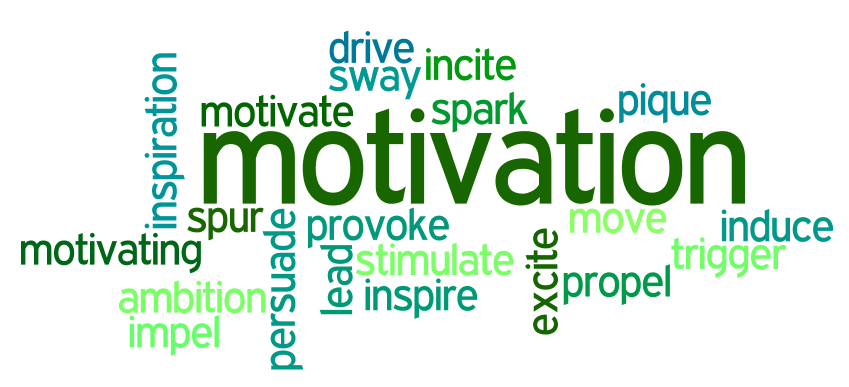 drive
sway
incite
inspiration
motivate
spark
pique
motivation
spur
provoke
move
induce
motivating
persuade
lead
stimulate
excite
trigger
ambition
inspire
propel
impel